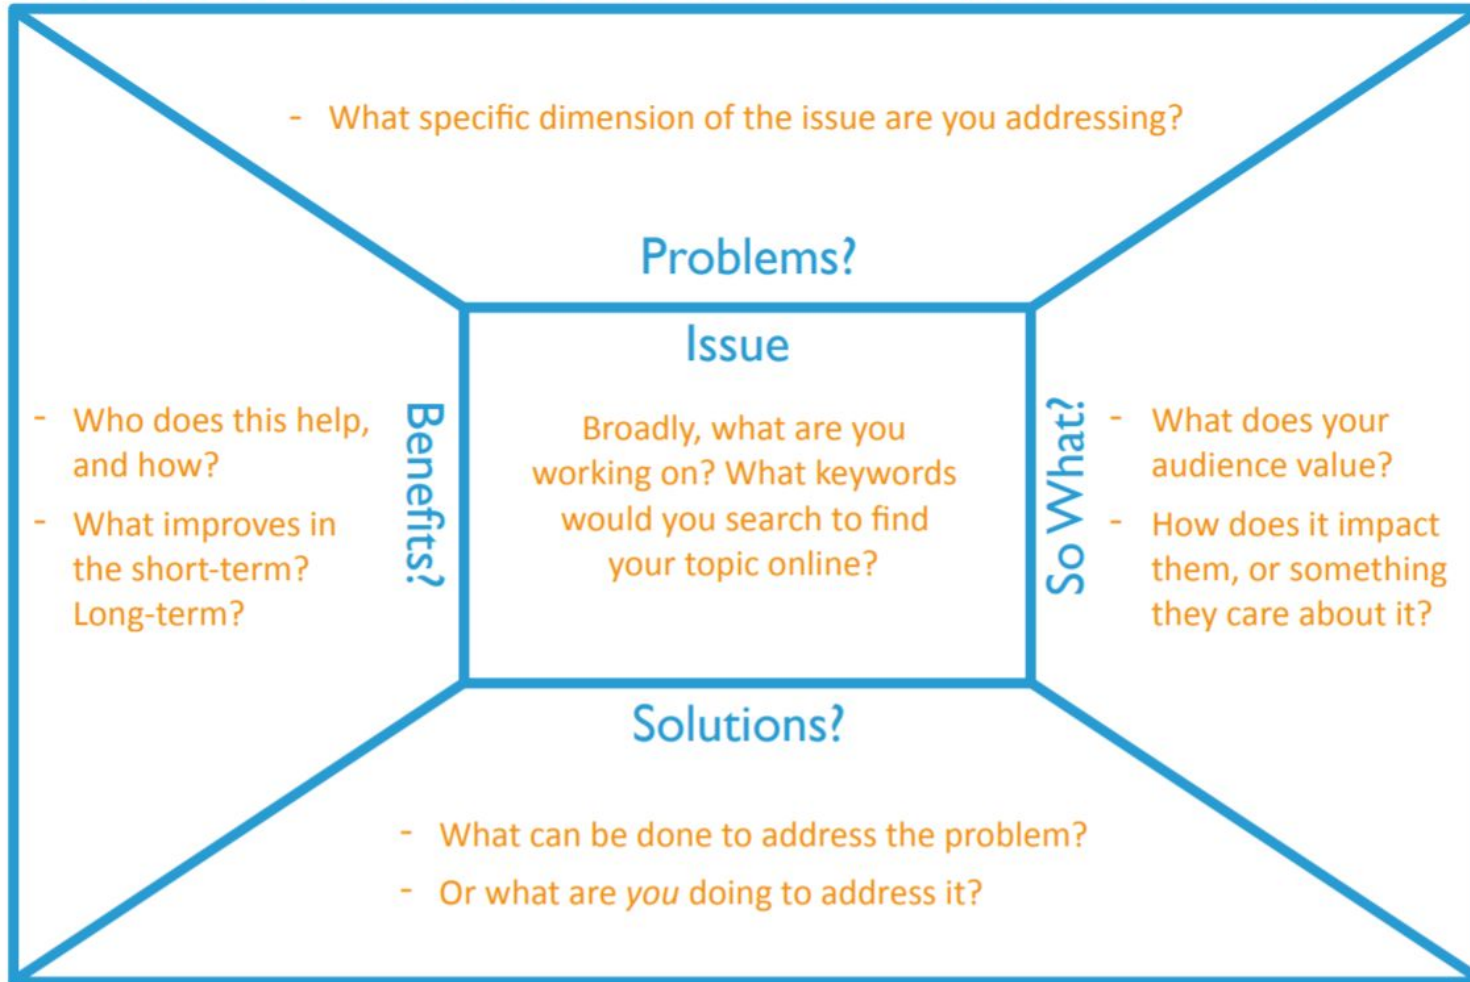 - What specific dimension of the issue are you addressing?
Problems?
Issue
Broadly, what are you
working on? What keywords
would you search to find
your topic online?
Benefits?
- Who does this help,
and how?
- What improves in
the short-term?
Long-term?
So What?
- What does your
audience value?
- How does it impact
them, or something
they care about it?
Solutions?
- What can be done to address the problem?
- Or what are you doing to address it?